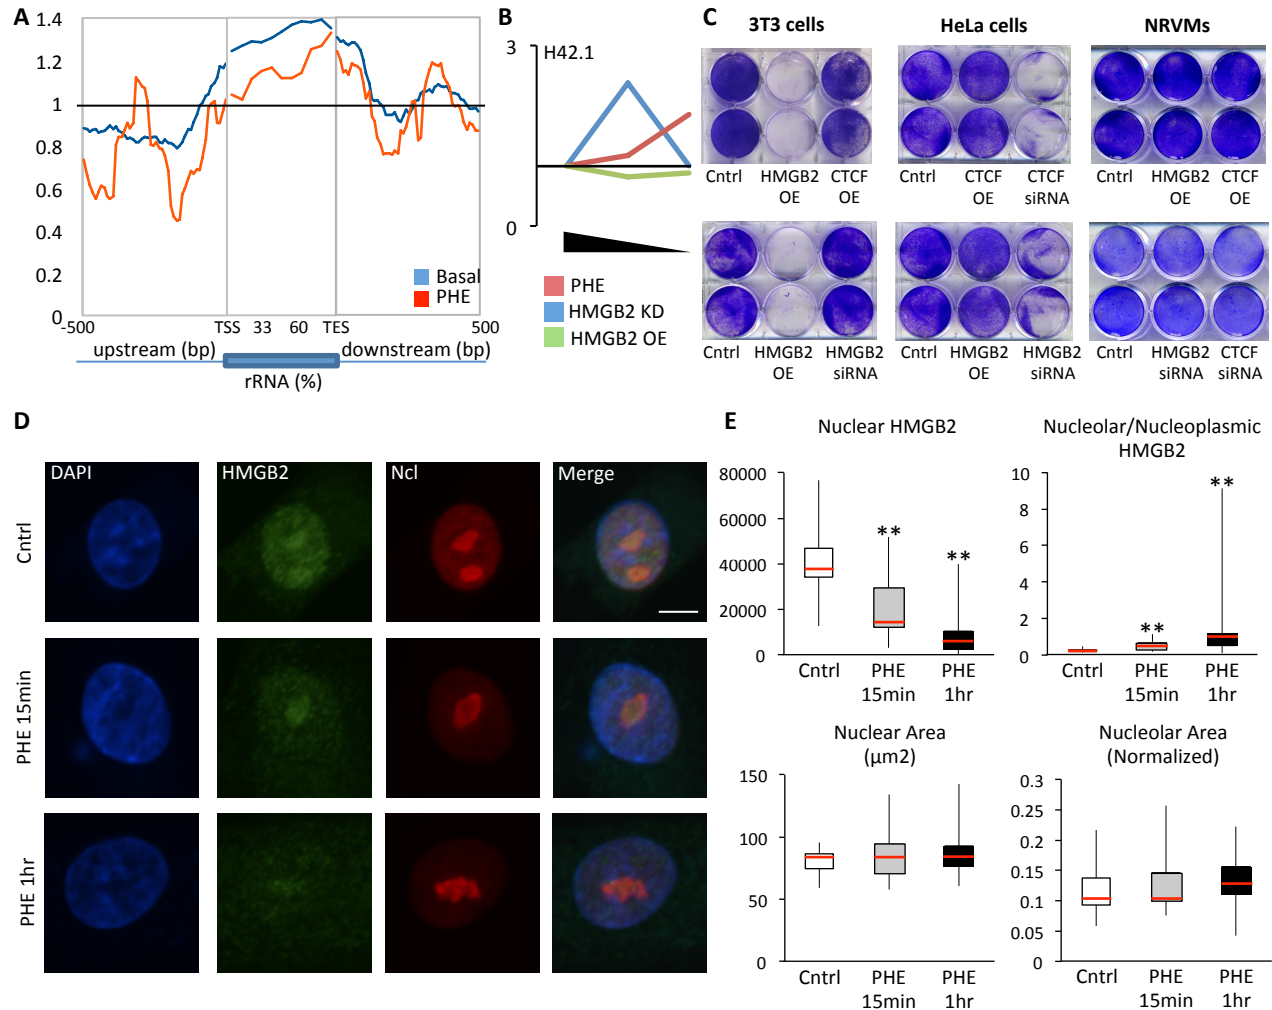 A
1.4
1.2
1
0.8
0.6
0.4
0.2
0
-500
TSS
33
60
TES
500
upstream (bp)
downstream (bp)
rRNA (%)
Basal
PHE
B
3
H42.1
0
PHE
HMGB2 KD
HMGB2 OE
C
3T3 cells
HeLa cells
NRVMs
Cntrl
HMGB2
OE
CTCF
OE
Cntrl
CTCF
OE
CTCF
siRNA
Cntrl
HMGB2
OE
CTCF
OE
Cntrl
HMGB2
OE
HMGB2
siRNA
Cntrl
HMGB2
OE
HMGB2
siRNA
Cntrl
HMGB2
siRNA
CTCF
siRNA
D
DAPI
HMGB2
Ncl
Merge
Cntrl
PHE 15min
PHE 1hr
E
Nuclear HMGB2
80000
60000
40000
20000
0
**
**
Cntrl
PHE
15min
PHE
1hr
Nucleolar/Nucleoplasmic
HMGB2
10
8
6
4
2
0
**
**
Cntrl
PHE
15min
PHE
1hr
Nuclear Area
(µm2)
150
100
50
0
Cntrl
PHE
15min
PHE
1hr
Nucleolar Area
(Normalized)
0.3
0.25
0.2
0.15
0.1
0.05
0
Cntrl
PHE
15min
PHE
1hr